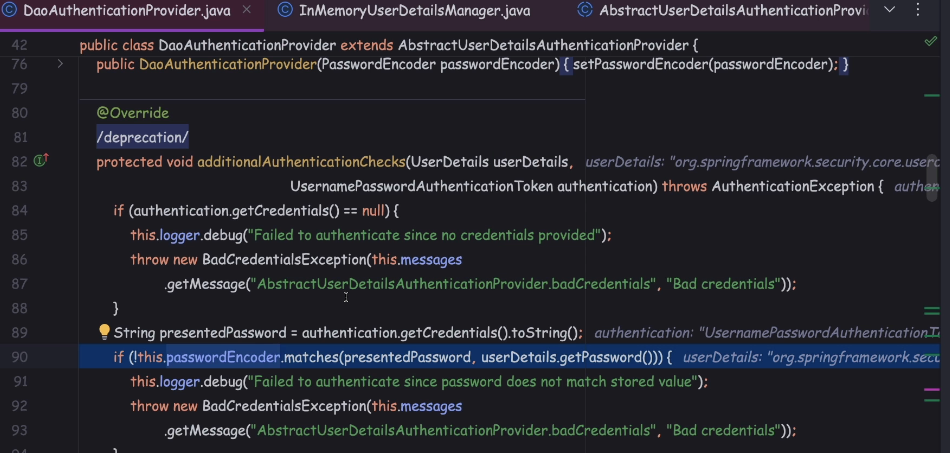 DaoAuthenticationProvider.java InMemoryUserDetailsManager.java AbstractUserDetailsAuthenticationProvi
42 public class DaoAuthenticationProvider extends AbstractUserDetailsAuthenticationProvider {
76 public DaoAuthenticationProvider(PasswordEncoder passwordEncoder) { setPasswordEncoder(passwordEncoder); }
79
80 @Override
81 /deprecation/
82 protected void additionalAuthenticationChecks(UserDetails userDetails, userDetails: "org.springframework.security.core.userc
83 UsernamePasswordAuthenticationToken authentication) throws AuthenticationException { authen
84 if (authentication.getCredentials() == null) {
85 this.logger.debug("Failed to authenticate since no credentials provided");
86 throw new BadCredentialsException(this.messages
87 .getMessage("AbstractUserDetailsAuthenticationProvider.badCredentials", "Bad credentials"));
88 }
89 String presentedPassword = authentication.getCredentials().toString(); authentication: "UsernamePasswordAuthenticationT
90 if (!this.passwordEncoder.matches(presentedPassword, userDetails.getPassword())) { userDetails: "org.springframework.secu
91 this.logger.debug("Failed to authenticate since password does not match stored value");
92 throw new BadCredentialsException(this.messages
93 .getMessage("AbstractUserDetailsAuthenticationProvider.badCredentials", "Bad credentials"));